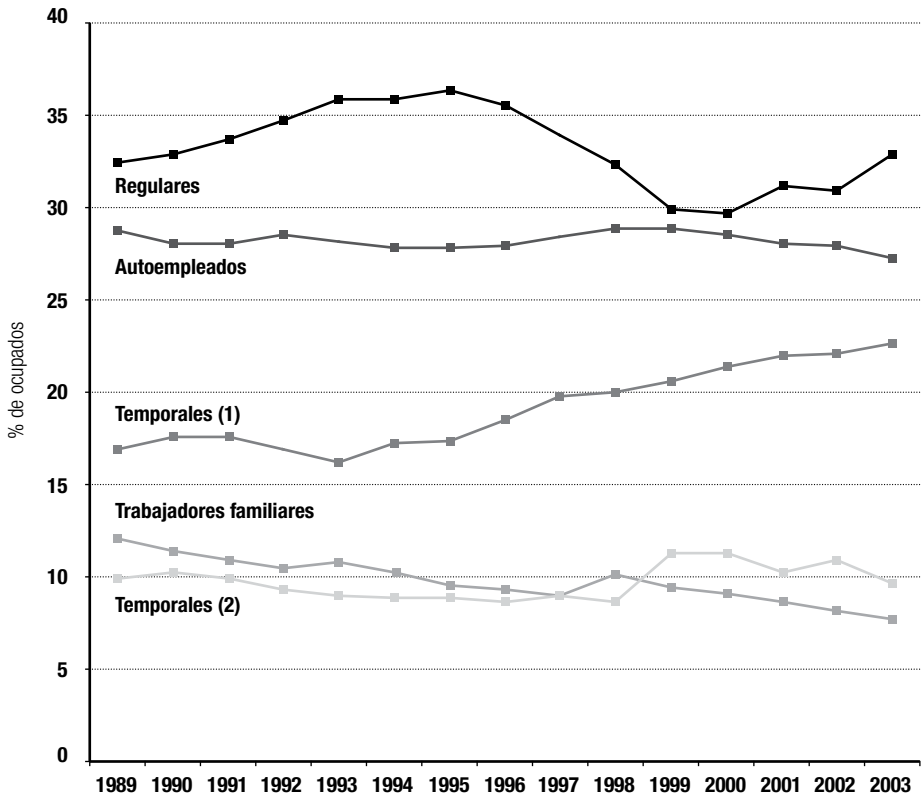 40
35
Regulares
30
Autoempleados
25
% de ocupados
20
Temporales (1)
15
Trabajadores familiares
10
Temporales (2)
5
0
1989 1990 1991 1992 1993 1994 1995 1996 1997 1998 1999 2000 2001 2002 2003